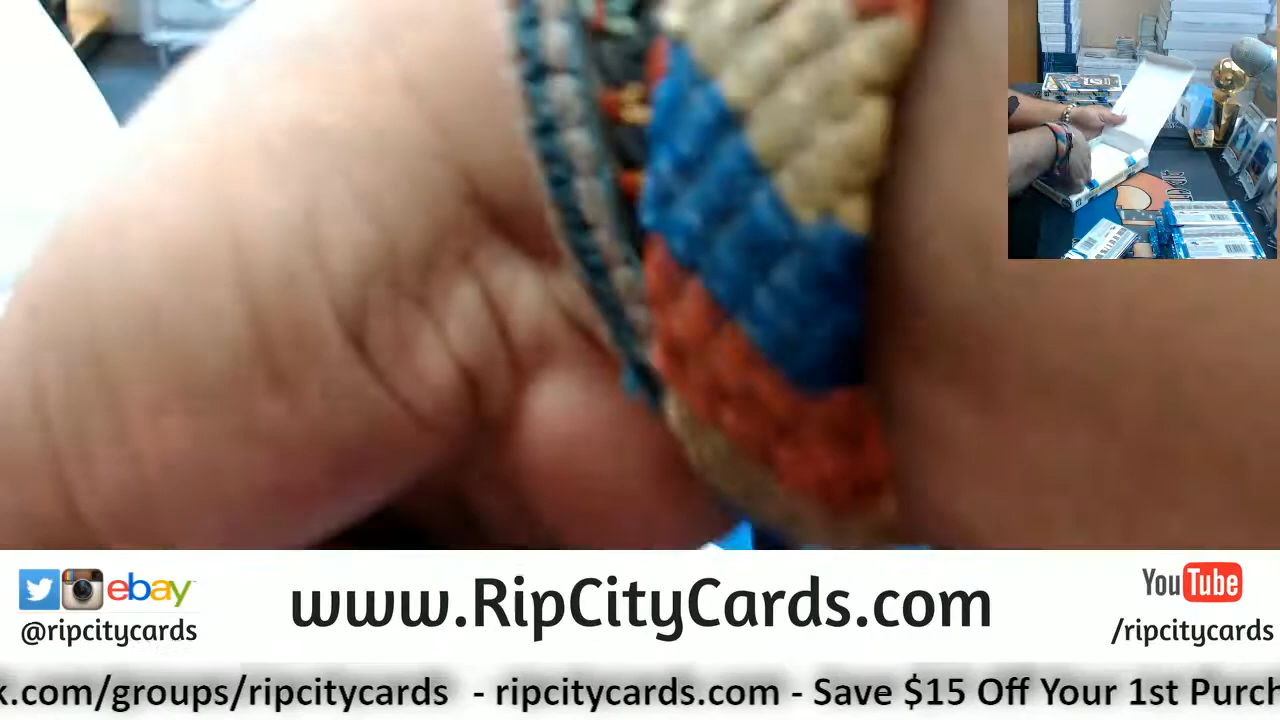 ebay
@ripcitycards
www.RipCityCards.com
YouTube
/ripcitycards
k.com/groups/ripcitycards - ripcitycards.com - Save $15 Off Your 1st Purch